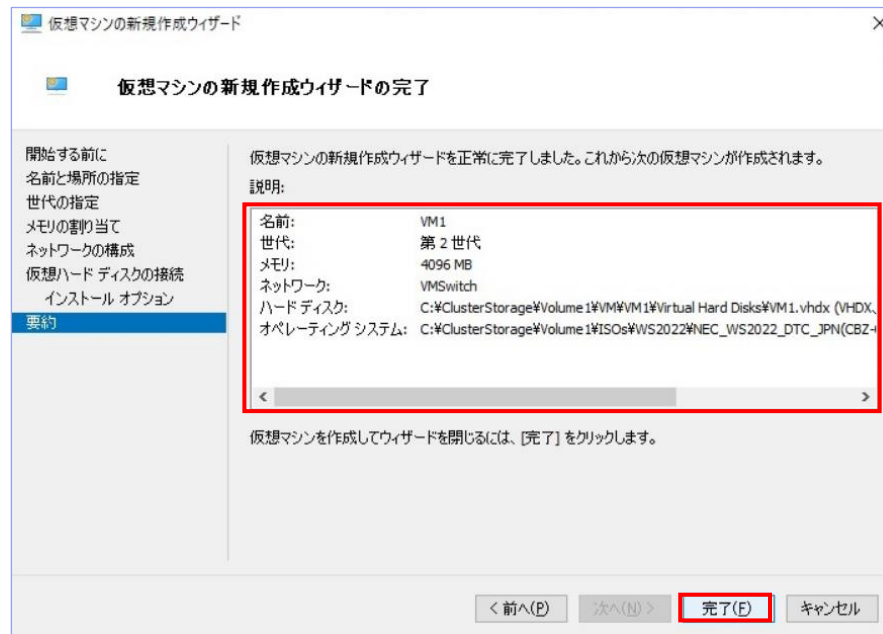 仮想マシンの新規作成ウィザード
仮想マシンの新規作成ウィザードの完了
開始する前に
名前と場所の指定
世代の指定
メモリの割り当て
ネットワークの構成
仮想ハード ディスクの接続
インストール オプション
要約
仮想マシンの新規作成ウィザードを正常に完了しました。これから次の仮想マシンが作成されます。
説明:
名前: VM1
世代: 第 2 世代
メモリ: 4096 MB
ネットワーク: VMSwitch
ハード ディスク: C:¥ClusterStorage¥Volume1¥VM¥VM1¥Virtual Hard Disks¥VM1.vhdx (VHDX、
オペレーティング システム: C:¥ClusterStorage¥Volume1¥ISOs¥WS2022¥NEC_WS2022_DTC_JPN(CBZ-
仮想マシンを作成してウィザードを閉じるには、[完了] をクリックします。
< 前へ(P) 次へ(N) > 完了(F) キャンセル